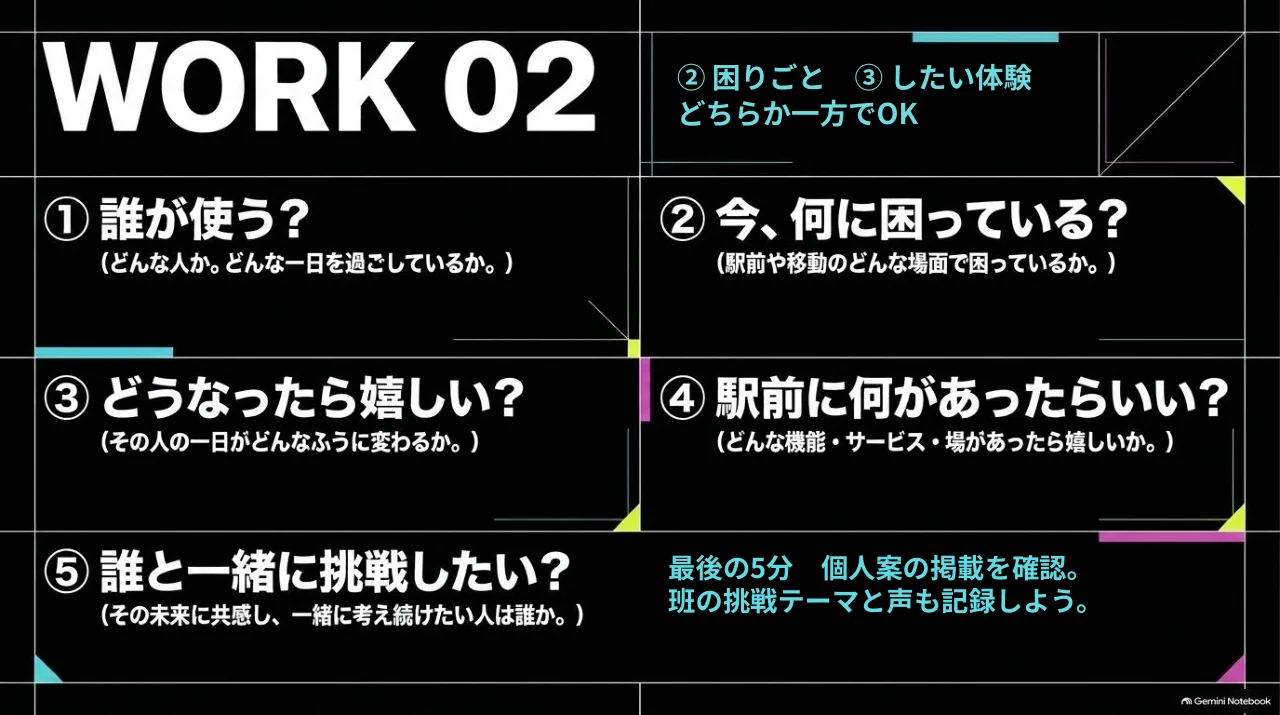 WORK 02
② 困りごと　③ したい体験
どちらか一方でOK
① 誰が使う？
（どんな人か。どんな一日を過ごしているか。）
② 今、何に困っている？
（駅前や移動のどんな場面で困っているか。）
③ どうなったら嬉しい？
（その人の一日がどんなふうに変わるか。）
④ 駅前に何があったらいい？
（どんな機能・サービス・場があったら嬉しいか。）
⑤ 誰と一緒に挑戦したい？
（その未来に共感し、一緒に考え続けたい人は誰か。）
最後の5分　個人案の掲載を確認。
班の挑戦テーマと声も記録しよう。
Gemini Notebook